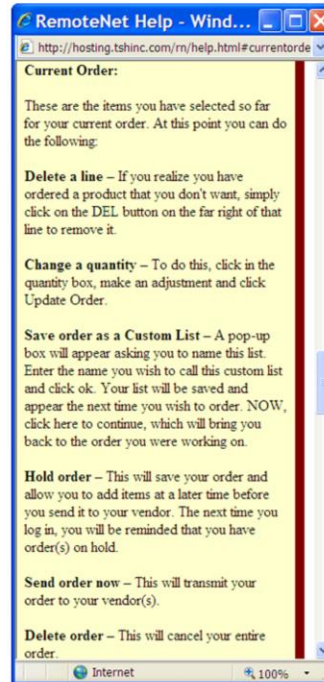 RemoteNet Help - Wind...
http://hosting.tshinc.com/rn/help.html#currentorde
Current Order:
These are the items you have selected so far
for your current order. At this point you can do
the following:
Delete a line – If you realize you have
ordered a product that you don't want, simply
click on the DEL button on the far right of that
line to remove it.
Change a quantity – To do this, click in the
quantity box, make an adjustment and click
Update Order.
Save order as a Custom List – A pop-up
box will appear asking you to name this list.
Enter the name you wish to call this custom list
and click ok. Your list will be saved and
appear the next time you wish to order. NOW,
click here to continue, which will bring you
back to the order you were working on.
Hold order – This will save your order and
allow you to add items at a later time before
you send it to your vendor. The next time you
log in, you will be reminded that you have
order(s) on hold.
Send order now – This will transmit your
order to your vendor(s).
Delete order – This will cancel your entire
order.
Internet 100%